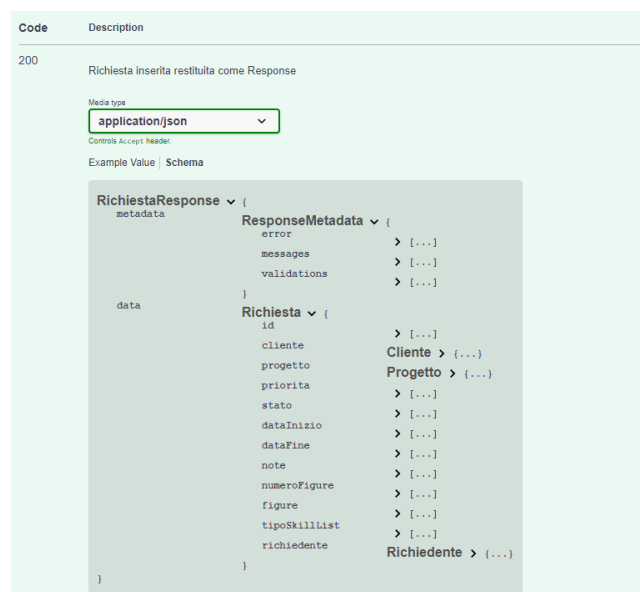 Code Description
200
Richiesta inserita restituita come Response
Media type
application/json
Controls Accept header.
Example Value | Schema
RichiestaResponse {
metadata ResponseMetadata {
error [...]
messages [...]
validations [...]
}
data Richiesta {
id [...]
cliente Cliente {...}
progetto Progetto {...}
priorita [...]
stato [...]
dataInizio [...]
dataFine [...]
note [...]
numeroFigure [...]
figure [...]
tipoSkillList [...]
richiedente Richiedente {...}
}
}